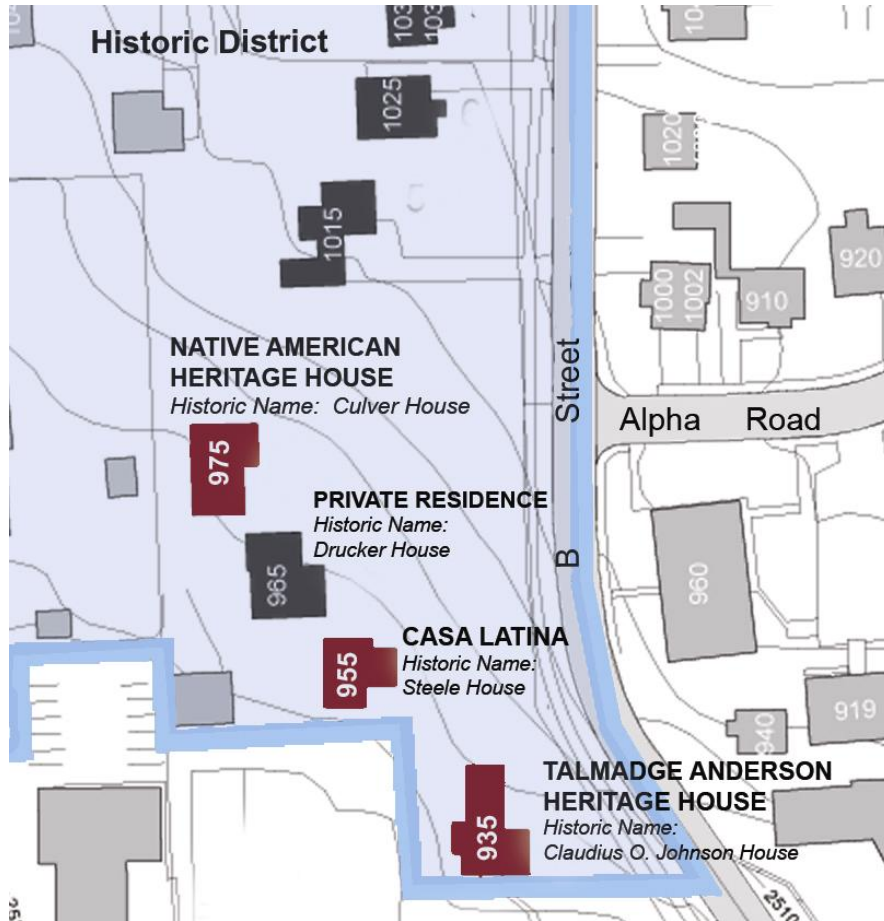 Historic District
1025
1020
1015
920
1000
1002
910
NATIVE AMERICAN
HERITAGE HOUSE
Historic Name: Culver House
B Street
Alpha Road
975
PRIVATE RESIDENCE
Historic Name:
Drucker House
965
960
CASA LATINA
Historic Name:
Steele House
955
919
940
TALMADGE ANDERSON
HERITAGE HOUSE
Historic Name:
Claudius O. Johnson House
935
2510